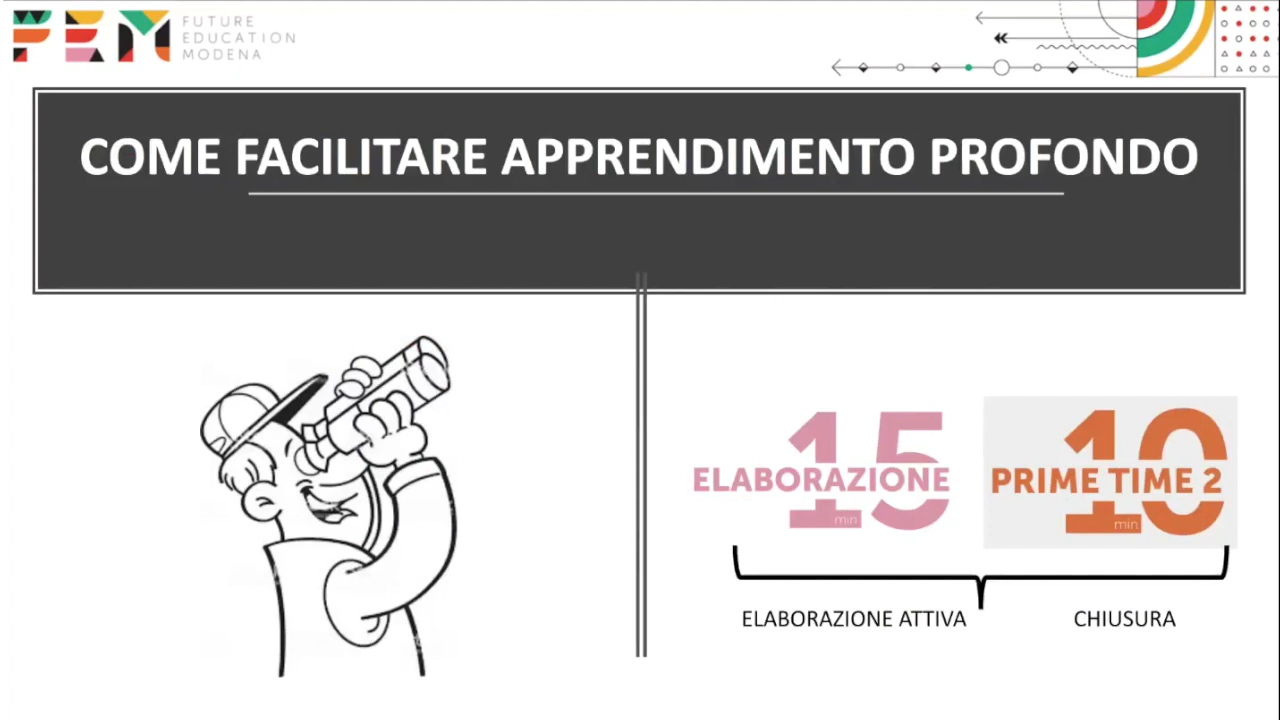 FEM
FUTURE
EDUCATION
MODENA
COME FACILITARE APPRENDIMENTO PROFONDO
15
ELABORAZIONE
min
10
PRIME TIME 2
min
ELABORAZIONE ATTIVA
CHIUSURA